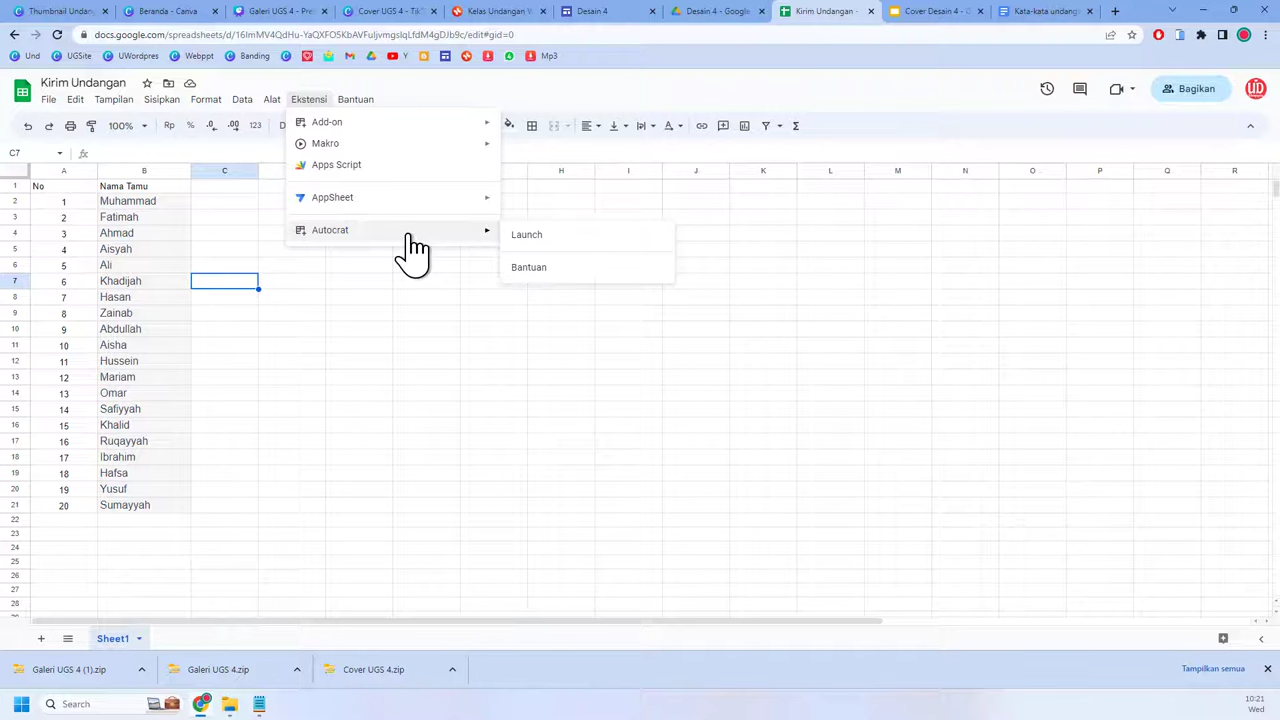 Thumbnail Undang
Beranda - Canva
Galeri UGS 4 - Pre
Cover UGS 4 - TikT
Kelas Undangan W
Desain 4
Desain 4 - Google
Kirim Undangan -
Cover Desain 4 - G
Kata-kata undang
docs.google.com/spreadsheets/d/16ImMV4QdHu-QaXFO5KbAVFuIjvmgsIqLfdM4gDJ/b9c/edit#gid=0
Und UGSite UWordpres Webppt Banding Mp3
Kirim Undangan
File Edit Tampilan Sisipkan Format Data Alat Ekstensi Bantuan
Bagikan
100% Rp % .0 .00 123
C7 fx
Add-on
Makro
Apps Script
AppSheet
Autocrat
Launch
Bantuan
A B C H I J K L M N O P Q R
1 No Nama Tamu
2 1 Muhammad
3 2 Fatimah
4 3 Ahmad
5 4 Aisyah
6 5 Ali
7 6 Khadijah
8 7 Hasan
9 8 Zainab
10 9 Abdullah
11 10 Aisha
12 11 Hussein
13 12 Mariam
14 13 Omar
15 14 Safiyyah
16 15 Khalid
17 16 Ruqayyah
18 17 Ibrahim
19 18 Hafsa
20 19 Yusuf
21 20 Sumayyah
22
23
24
25
26
27
28
Sheet1
Galeri UGS 4 (1).zip
Galeri UGS 4.zip
Cover UGS 4.zip
Tampilkan semua
Search
10:21
Wed